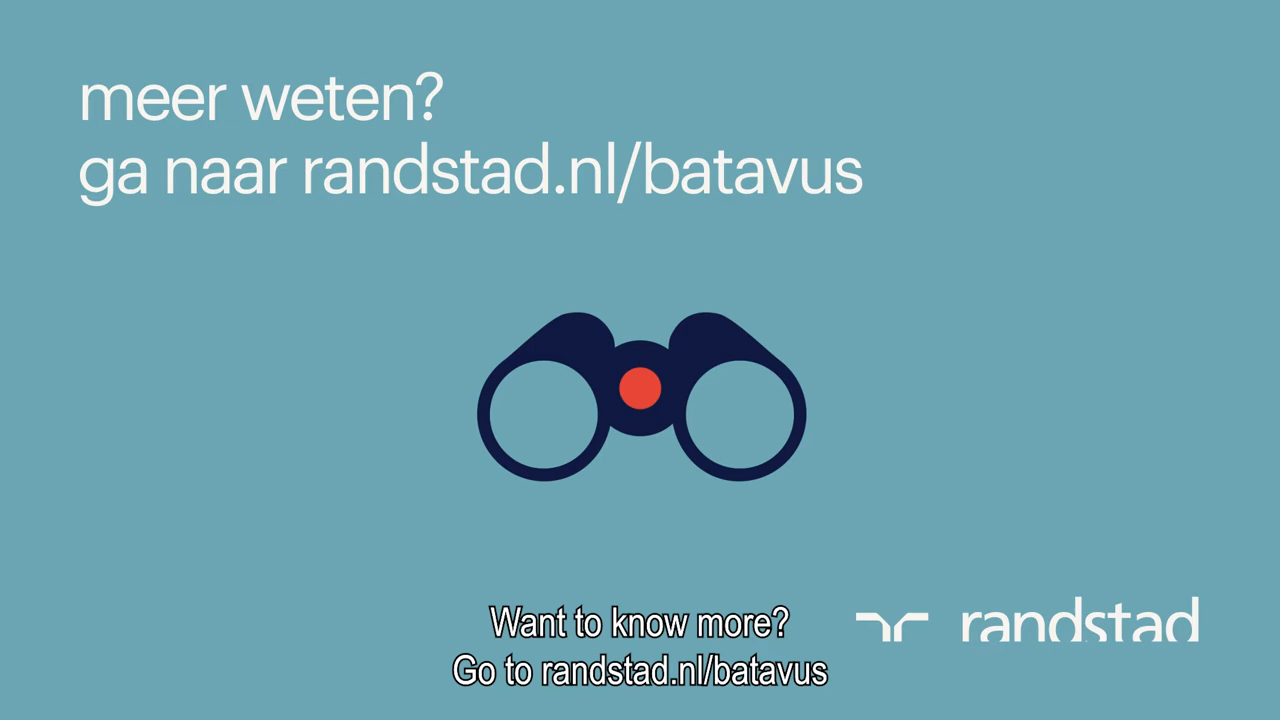 meer weten?
ga naar randstad.nl/batavus
randstad
Want to know more?
Go to randstad.nl/batavus